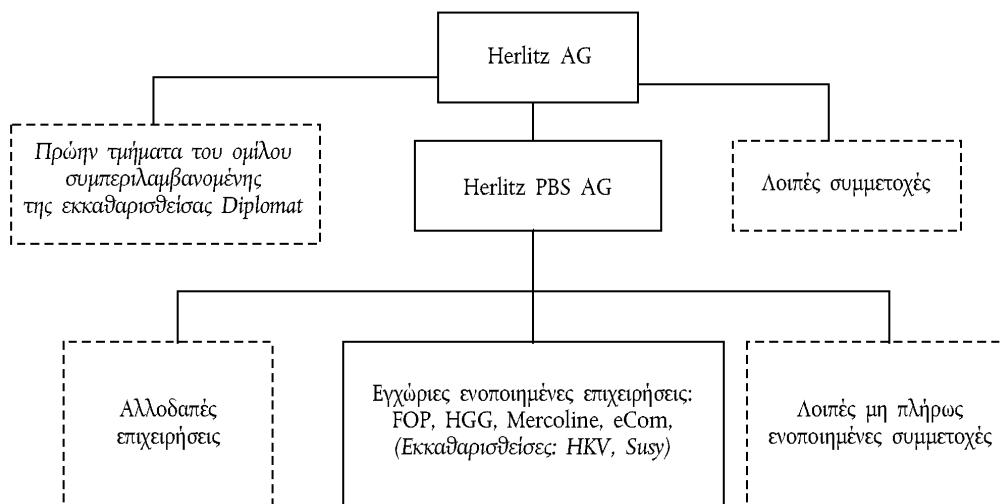 Herlitz AG
Πρώην τμήματα του ομίλου
συμπεριλαμβανομένης
της εκκαθαρισθείσας Diplomat
Herlitz PBS AG
Λοιπές συμμετοχές
Αλλοδαπές
επιχειρήσεις
Εγχώριες ενοποιημένες επιχειρήσεις:
FOP, HGG, Mercoline, eCom,
(Εκκαθαρισθείσες: HKV, Susy)
Λοιπές μη πλήρως
ενοποιημένες συμμετοχές